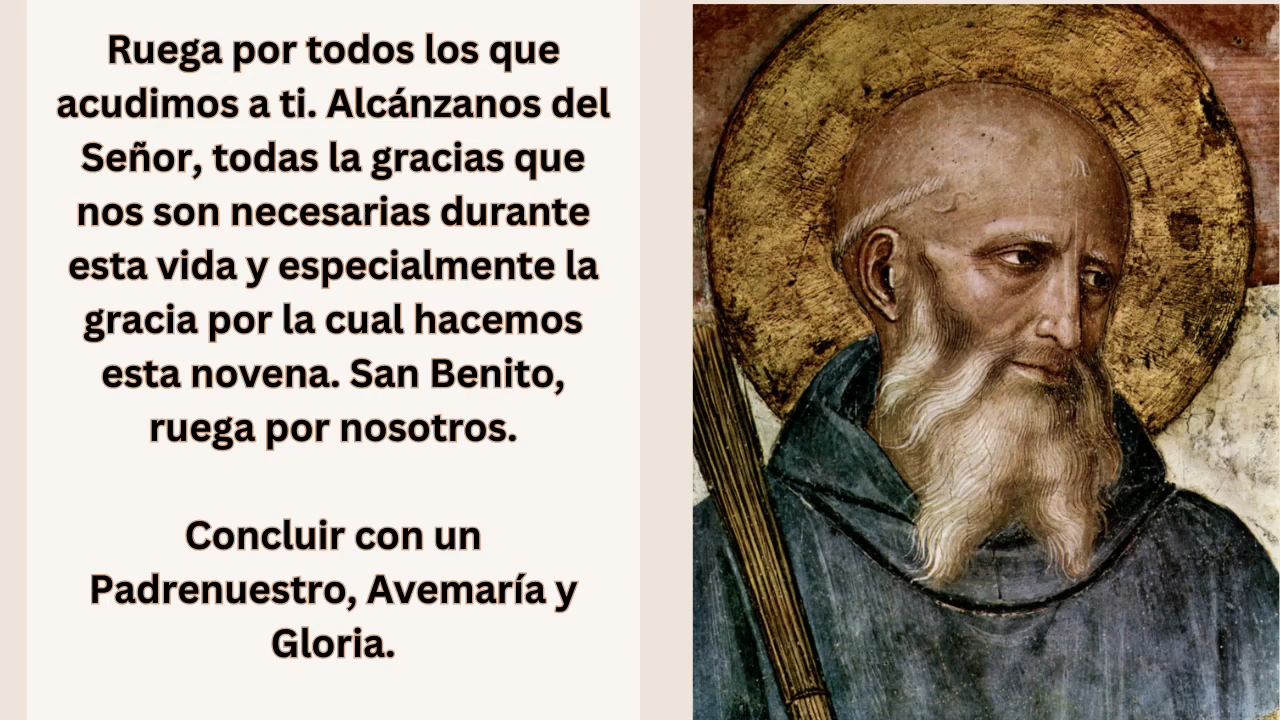 Ruega por todos los que
acudimos a ti. Alcánzanos del
Señor, todas la gracias que
nos son necesarias durante
esta vida y especialmente la
gracia por la cual hacemos
esta novena. San Benito,
ruega por nosotros.
Concluir con un
Padrenuestro, Avemaría y
Gloria.